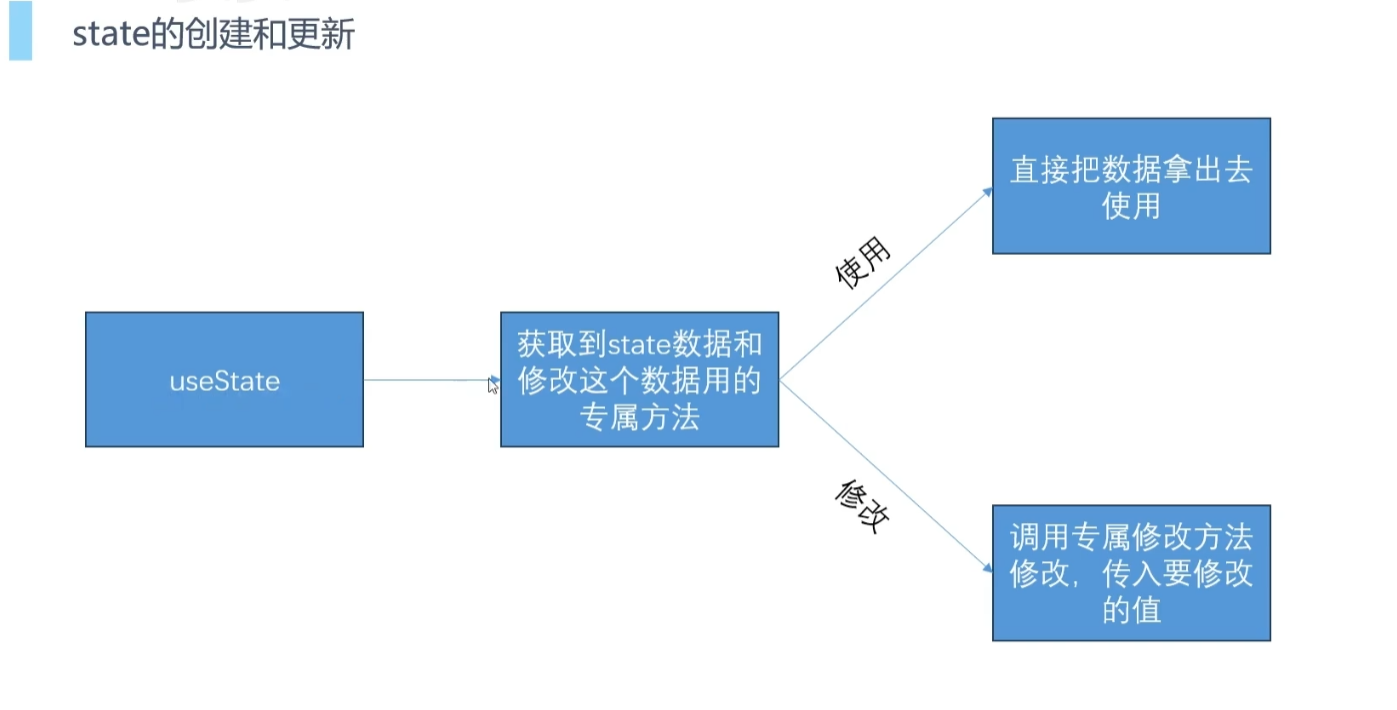 state的创建和更新
直接把数据拿出去
使用
使用
useState
获取到state数据和
修改这个数据用的
专属方法
修改
调用专属修改方法
修改，传入要修改
的值